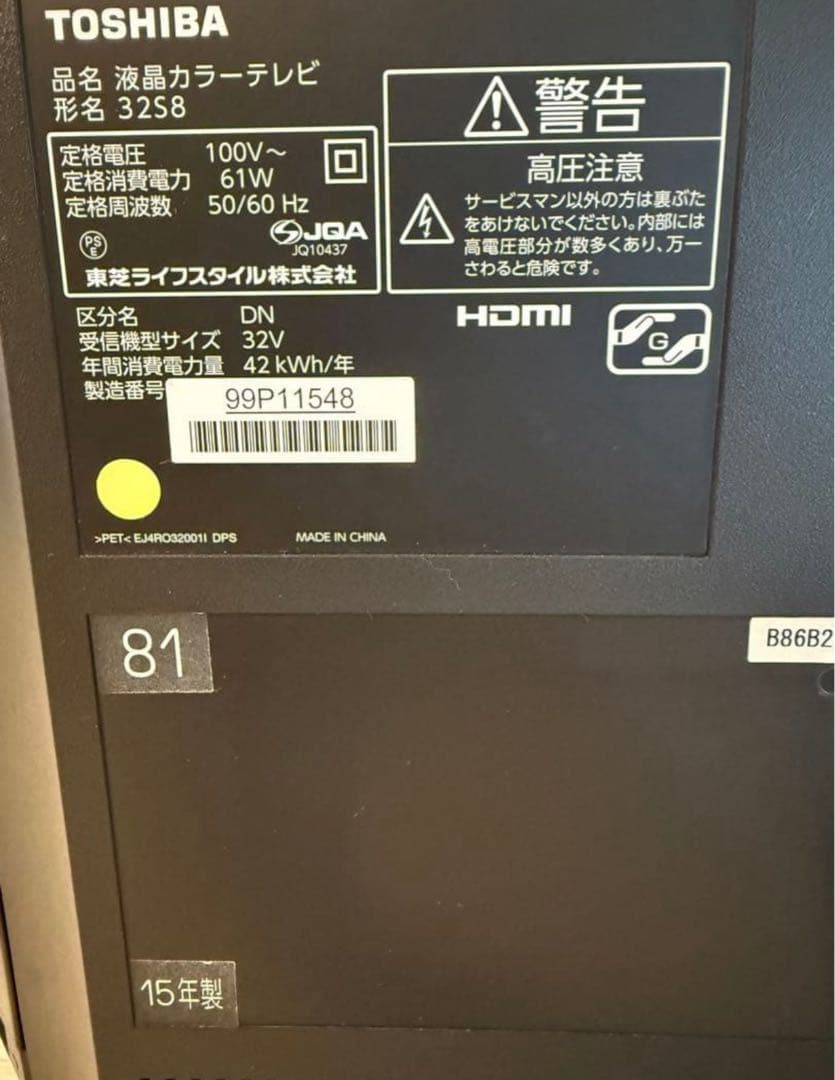 TOSHIBA
品名 液晶カラーテレビ
形名 32S8
定格電圧 100V～
定格消費電力 61W
定格周波数 50/60 Hz
PS
E
JQA
JQ10437
東芝ライフスタイル株式会社
警告
高圧注意
サービスマン以外の方は裏ぶた
をあけないでください。内部には
高電圧部分が数多くあり、万一
さわると危険です。
区分名 DN
受信機型サイズ 32V
年間消費電力量 42 kWh/年
製造番号
99P11548
HDMI
G
>PET< EJ4RO32001I DPS MADE IN CHINA
81
B86B2
15年製